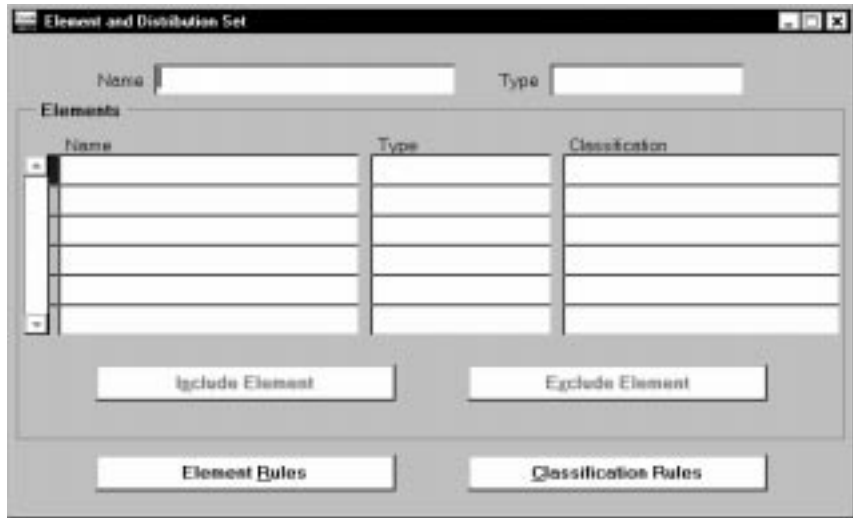 Element and Distribution Set
Name Type
Elements
Name Type Classification
Include Element Exclude Element
Element Rules Classification Rules